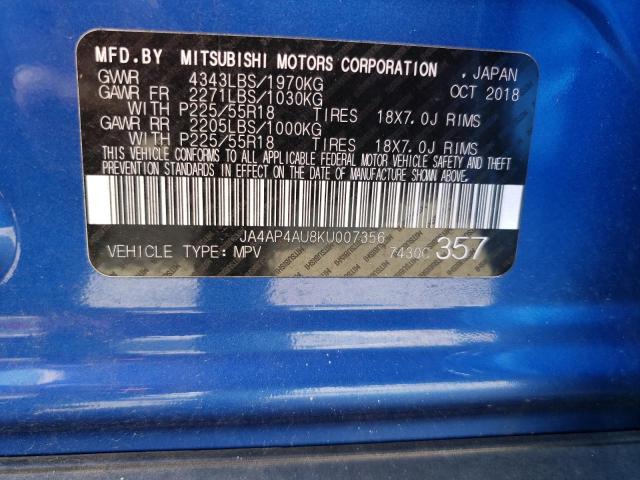 MFD.BY MITSUBISHI MOTORS CORPORATION , JAPAN
GVWR 4343LBS/1970KG OCT 2018
GAWR FR 2271LBS/1030KG
WITH P225/55R18 TIRES 18X7.0J RIMS
GAWR RR 2205LBS/1000KG
WITH P225/55R18 TIRES 18X7.0J RIMS
THIS VEHICLE CONFORMS TO ALL APPLICABLE FEDERAL MOTOR VEHICLE SAFETY AND THEFT
PREVENTION STANDARDS IN EFFECT ON THE DATE OF MANUFACTURE SHOWN ABOVE.
JA4AP4AU8KU007356
VEHICLE TYPE: MPV 7430C 357